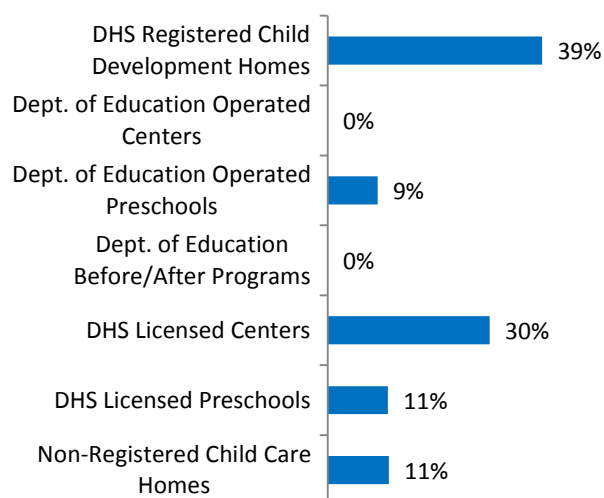 DHS Registered Child
Development Homes
39%
Dept. of Education Operated
Centers
0%
Dept. of Education Operated
Preschools
9%
Dept. of Education
Before/After Programs
0%
DHS Licensed Centers
30%
DHS Licensed Preschools
11%
Non-Registered Child Care
Homes
11%